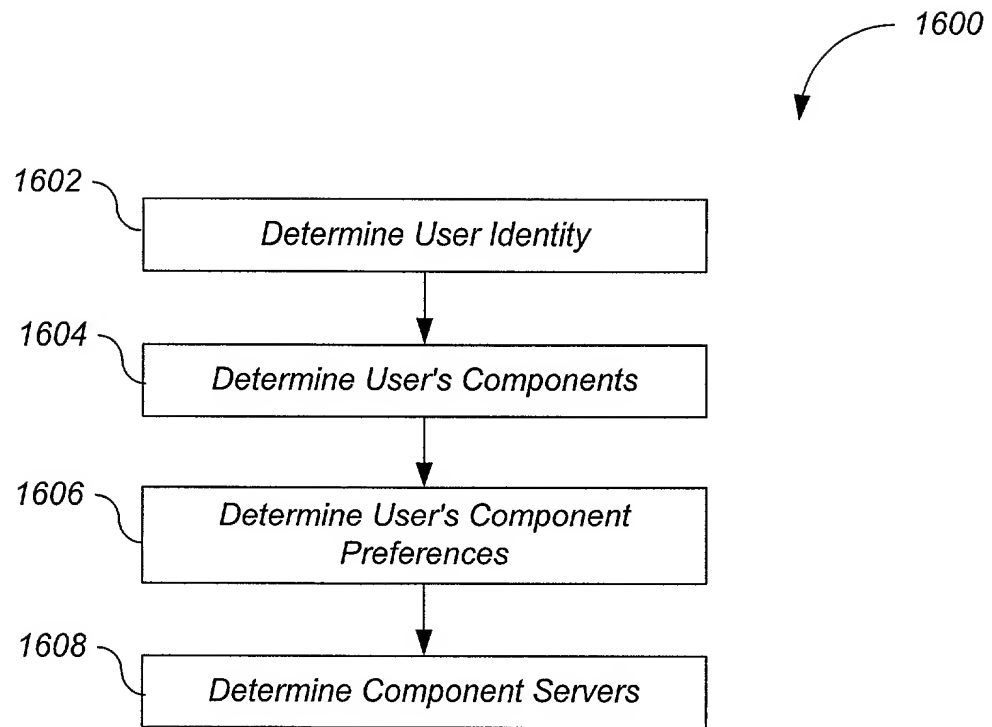 1600
1602
Determine User Identity
1604
Determine User's Components
1606
Determine User's Component
Preferences
1608
Determine Component Servers